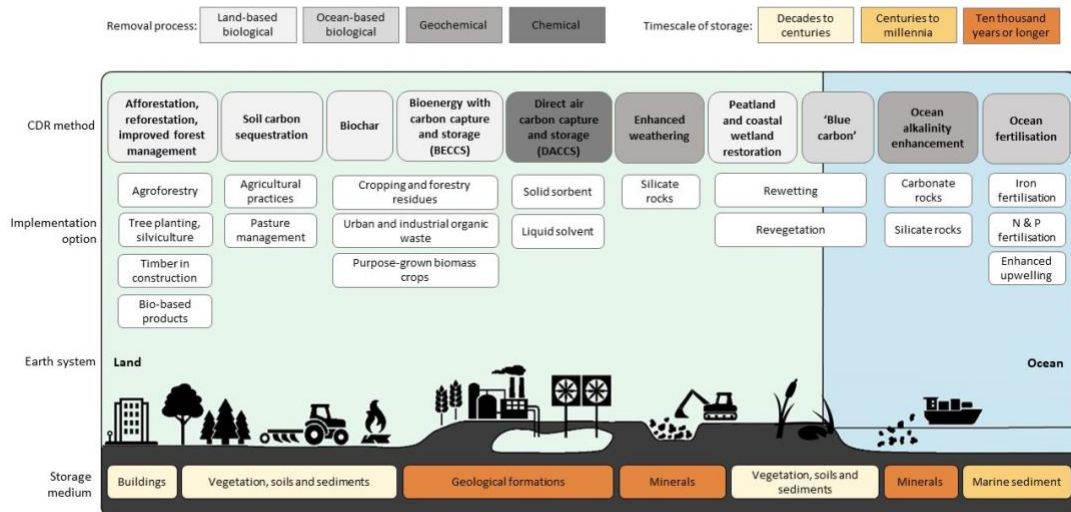 Removal process:
Land-based
biological
Ocean-based
biological
Geochemical
Chemical
Timescale of storage:
Decades to
centuries
Centuries to
millennia
Ten thousand
years or longer
CDR method
Afforestation,
reforestation,
improved forest
management
Soil carbon
sequestration
Biochar
Bioenergy with
carbon capture
and storage
(BECCS)
Direct air
carbon capture
and storage
(DACCS)
Enhanced
weathering
Peatland
and coastal
wetland
restoration
'Blue
carbon'
Ocean
alkalinity
enhancement
Ocean
fertilisation
Implementation
option
Agroforestry
Tree planting,
silviculture
Timber in
construction
Bio-based
products
Agricultural
practices
Pasture
management
Cropping and forestry
residues
Urban and industrial organic
waste
Purpose-grown biomass
crops
Solid sorbent
Liquid solvent
Silicate
rocks
Rewetting
Revegetation
Carbonate
rocks
Silicate rocks
Iron
fertilisation
N & P
fertilisation
Enhanced
upwelling
Earth system
Land
Ocean
Storage
medium
Buildings
Vegetation, soils and sediments
Geological formations
Minerals
Vegetation, soils and
sediments
Minerals
Marine sediment